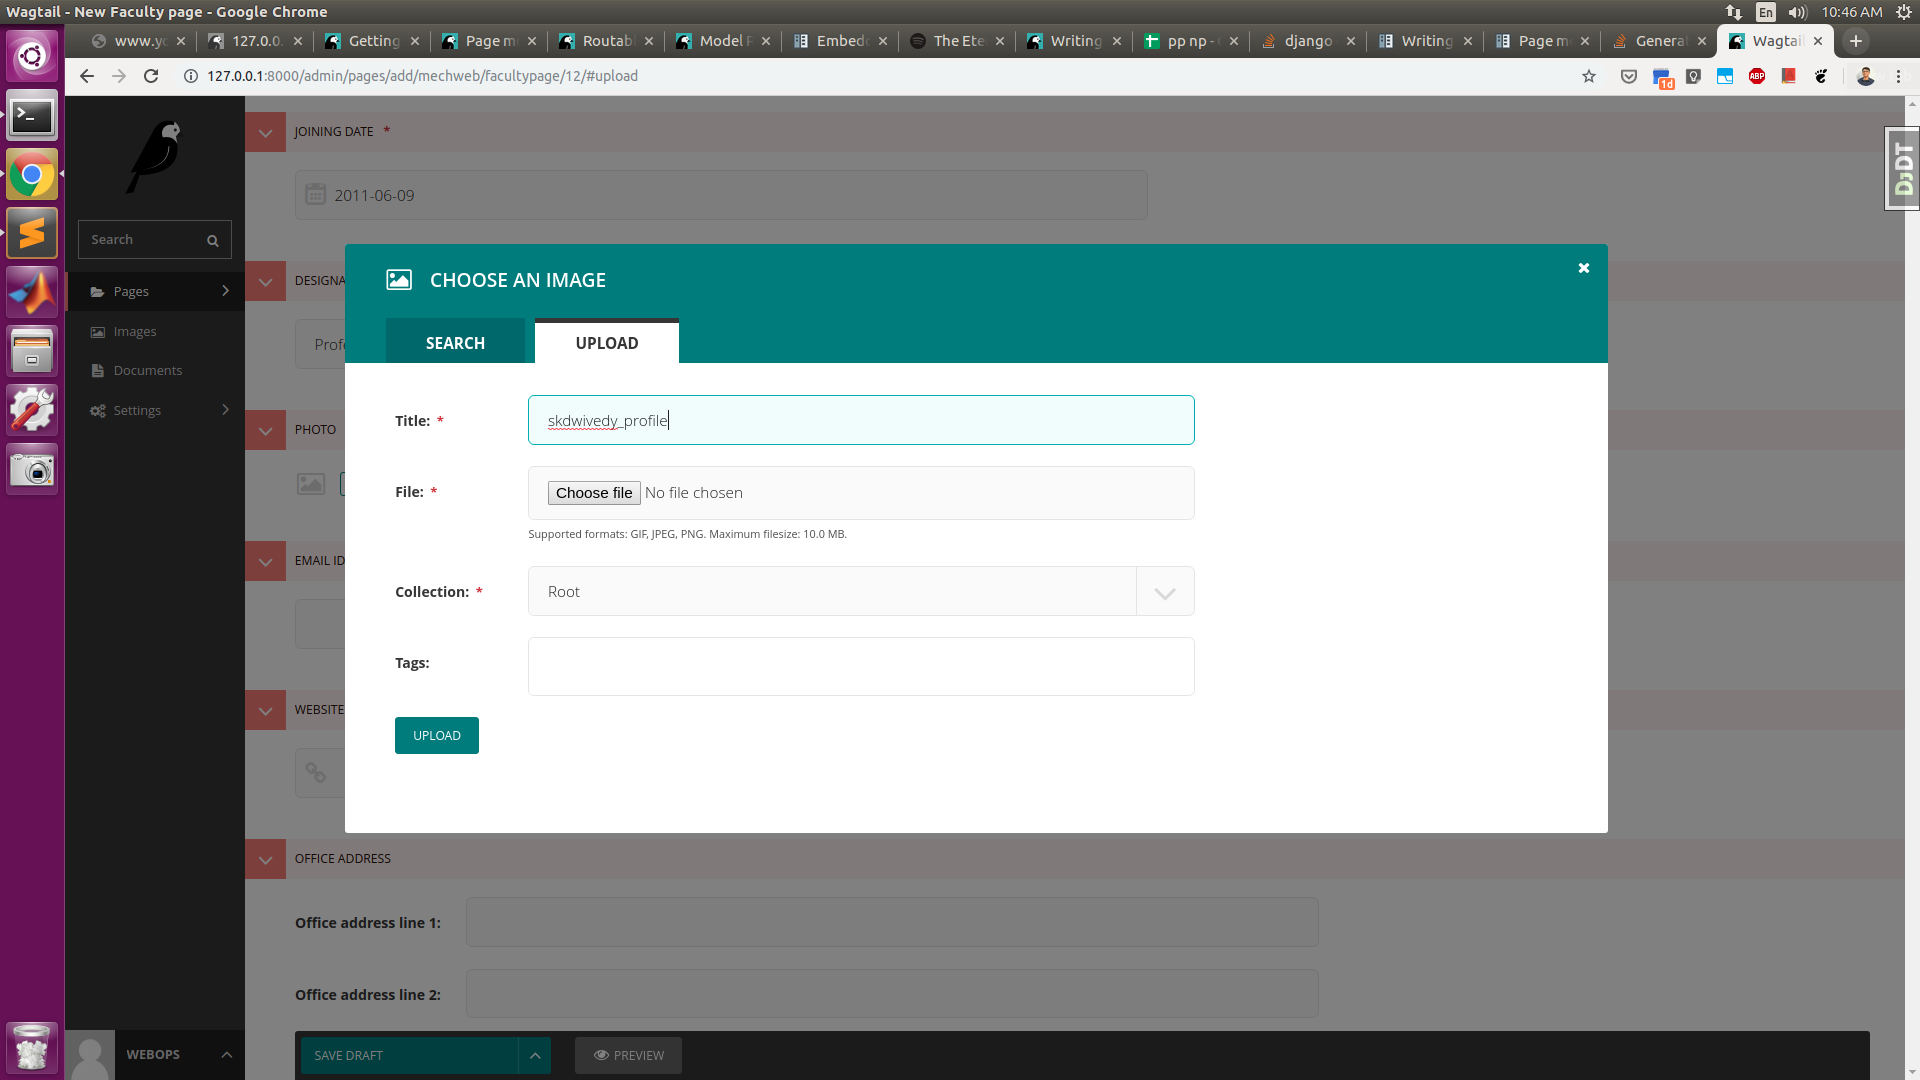 Wagtail - New Faculty page - Google Chrome
En
10:46 AM
www.yo
127.0.0.
Getting
Page m
Routab
Model
Embed
The Ete
Writing
pp np -
django
Writing
Page m
General
Wagtail
127.0.0.1:8000/admin/pages/add/mechweb/facultypage/12/#upload
1d
ABP
JOINING DATE *
DJDT
2011-06-09
Search
DESIGNA
CHOOSE AN IMAGE
Pages
Images
Prof
SEARCH
UPLOAD
Documents
Settings
Title: *
skdwivedy_profile
PHOTO
File: *
Choose file No file chosen
Supported formats: GIF, JPEG, PNG. Maximum filesize: 10.0 MB.
EMAIL ID
Collection: *
Root
Tags:
WEBSITE
UPLOAD
OFFICE ADDRESS
Office address line 1:
Office address line 2:
WEBOPS
SAVE DRAFT
PREVIEW